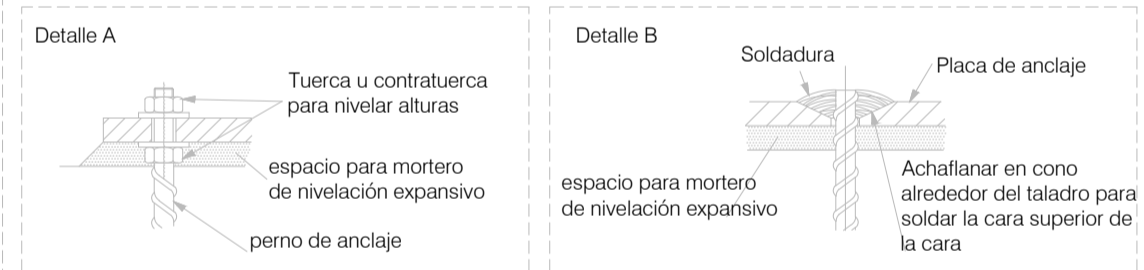 Detalle A
Tuerca u contratuerca
para nivelar alturas
espacio para mortero
de nivelación expansivo
perno de anclaje
Detalle B
Soldadura
Placa de anclaje
espacio para mortero
de nivelación expansivo
Achaflanar en cono
alrededor del taladro para
soldar la cara superior de
la cara